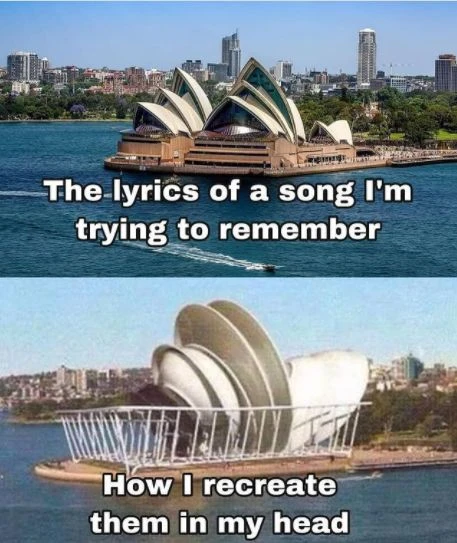 The lyrics of a song I'm
trying to remember
How I recreate
them in my head